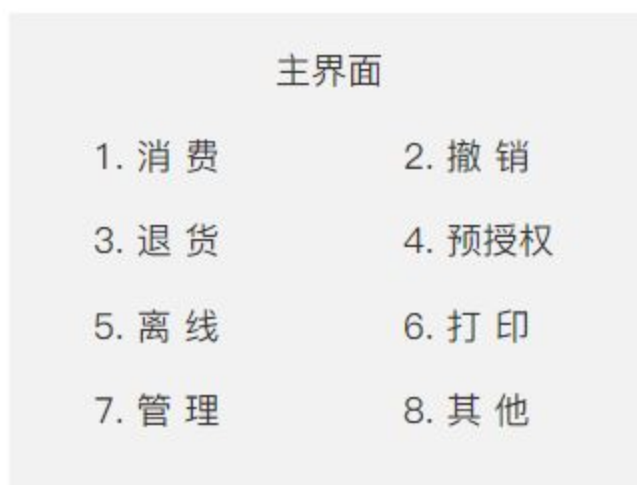 主界面
1. 消 费 2. 撤 销
3. 退 货 4. 预授权
5. 离 线 6. 打 印
7. 管 理 8. 其 他